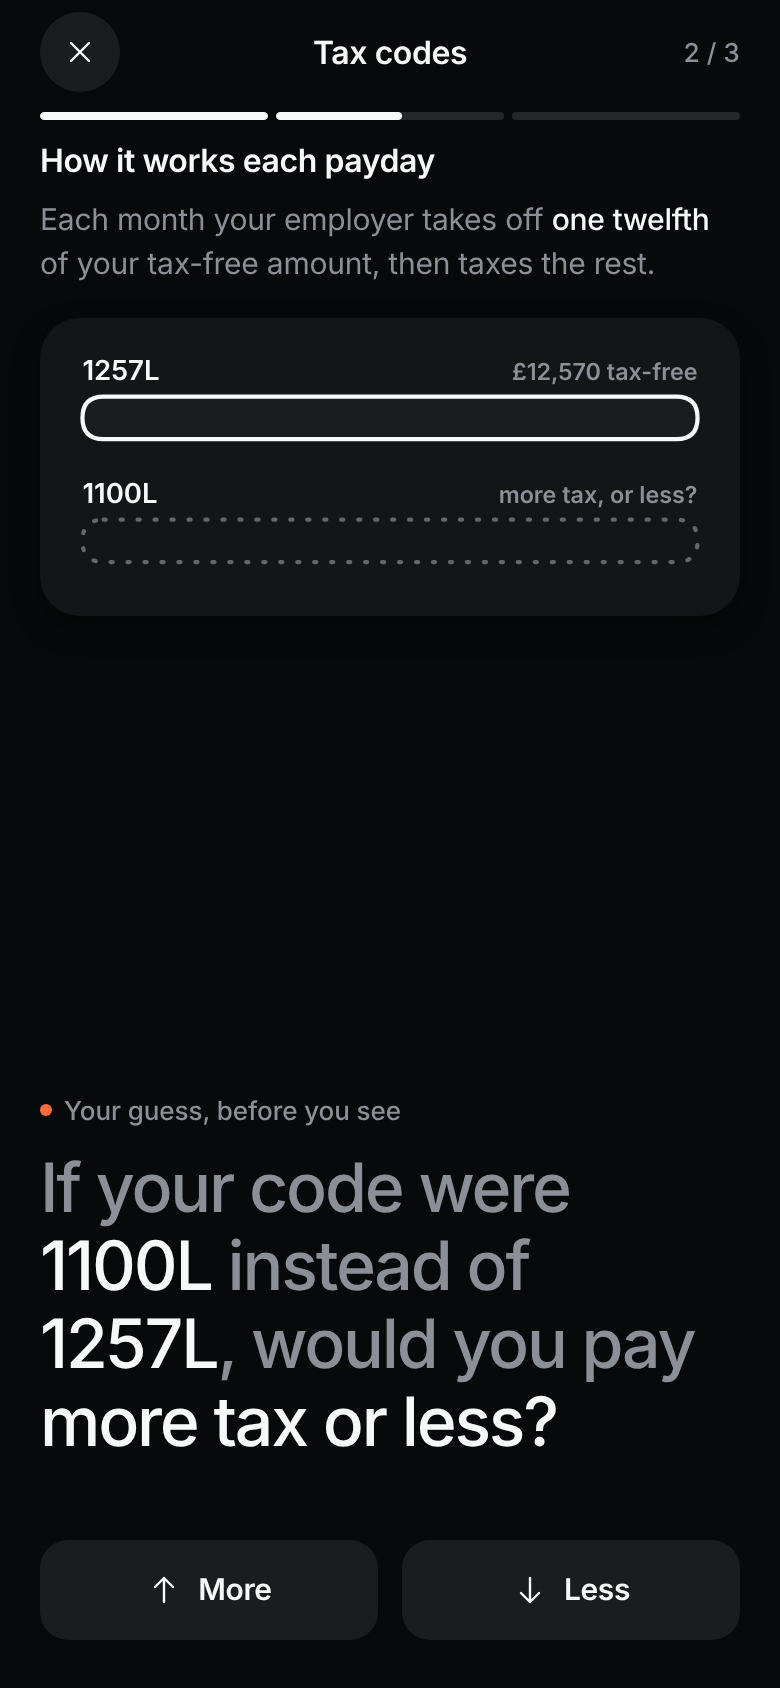 Tax codes
2 / 3
How it works each payday
Each month your employer takes off one twelfth
of your tax-free amount, then taxes the rest.
1257L
£12,570 tax-free
1100L
more tax, or less?
Your guess, before you see
If your code were
1100L instead of
1257L, would you pay
more tax or less?
More
Less